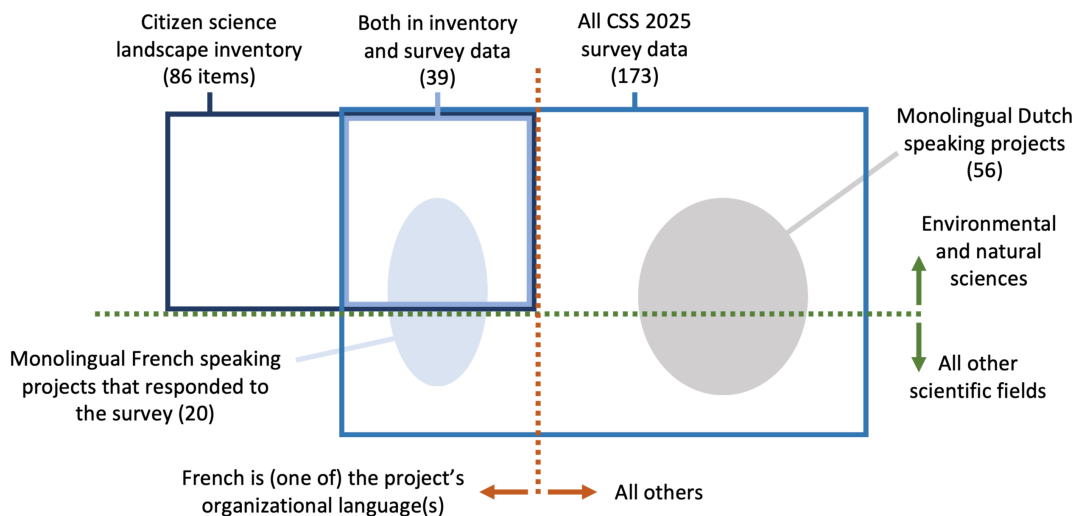 Citizen science
landscape inventory
(86 items)
Both in inventory
and survey data
(39)
All CSS 2025
survey data
(173)
Monolingual Dutch
speaking projects
(56)
Environmental
and natural
sciences
Monolingual French speaking
projects that responded to
the survey (20)
All other
scientific fields
French is (one of) the project’s
organizational language(s)
All others